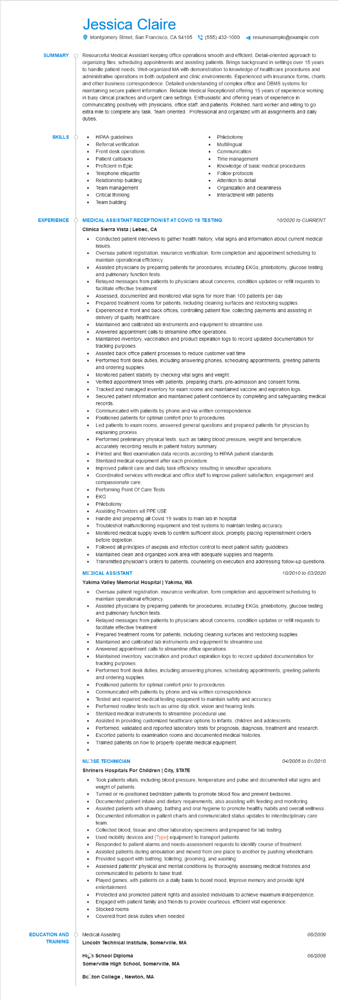 Jessica Claire
Montgomery Street, San Francisco, CA 94105 (555) 432-1000 resumesample@example.com
SUMMARY
Resourceful Medical Assistant keeping office operations smooth and efficient. Detail-oriented approach to
organizing files, scheduling appointments and assisting patients. Brings background in settings over 15 years
to handle patient needs. Well-organized MA with demonstration to knowledge of healthcare procedures and
administrative operations in both outpatient and clinic environments. Experienced with insurance forms, charts
and other business correspondence. Detailed understanding of complex office and DBMS systems for
maintaining secure patient information. Reliable Medical Receptionist offering 15 years of experience working
in busy clinical practices and urgent care settings. Enthusiastic and offering years of experience in
communicating positively with physicians, office staff, and patients. Polished, hard worker and willing to go
extra mile to complete any task. Team oriented . Professional and organized with all assignments and daily
duties.
SKILLS
• HIPAA guidelines
• Referral verification
• Front desk operations
• Patient callbacks
• Proficient in Epic
• Telephone etiquette
• Relationship building
• Team management
• Critical thinking
• Team building
• Phlebotomy
• Multilingual
• Communication
• Time management
• Knowledge of basic medical procedures
• Follow protocols
• Attention to detail
• Organization and cleanliness
• Interactment with patients
EXPERIENCE
MEDICAL ASSISTANT RECEPTIONIST AT COVID 19 TESTING 10/2020 to CURRENT
Clinica Sierra Vista | Lebec, CA
• Conducted patient interviews to gather health history, vital signs and information about current medical
issues.
• Oversaw patient registration, insurance verification, form completion and appointment scheduling to
maintain operational efficiency.
• Assisted physicians by preparing patients for procedures, including EKGs, phlebotomy, glucose testing
and pulmonary function tests.
• Relayed messages from patients to physicians about concerns, condition updates or refill requests to
facilitate effective treatment.
• Assessed, documented and monitored vital signs for more than 100 patients per day.
• Prepared treatment rooms for patients, including cleaning surfaces and restocking supplies.
• Experienced in front and back offices, controlling patient flow, collecting payments and assisting in
delivery of quality healthcare.
• Maintained and calibrated lab instruments and equipment to streamline use.
• Answered appointment calls to streamline office operations.
• Maintained inventory, vaccination and product expiration logs to record updated documentation for
tracking purposes.
• Assisted back office patient processes to reduce customer wait time
• Performed front desk duties, including answering phones, scheduling appointments, greeting patients
and ordering supplies.
• Monitored patient stability by checking vital signs and weight.
• Verified appointment times with patients, preparing charts, pre-admission and consent forms.
• Tracked and managed inventory for exam rooms and maintained vaccine and expiration logs.
• Secured patient information and maintained patient confidence by completing and safeguarding medical
records.
• Communicated with patients by phone and via written correspondence.
• Positioned patients for optimal comfort prior to procedures.
• Led patients to exam rooms, answered general questions and prepared patients for physician by
explaining process.
• Performed preliminary physical tests, such as taking blood pressure, weight and temperature,
accurately recording results in patient history summary.
• Printed and filed examination data records according to HIPAA patient standards.
• Sterilized medical equipment after each procedure.
• Improved patient care and daily task efficiency resulting in smoother operations.
• Coordinated services with medical and office staff to improve patient satisfaction, engagement and
compassionate care.
• Performing Point Of Care Tests
• EKG
• Phlebotomy
• Assisting Providers wit PPE USE
• Handle and preparing all Covid 19 swabs to main lab in hospital
• Troubleshot malfunctioning equipment and test systems to maintain testing accuracy.
• Monitored medical supply levels to confirm sufficient stock, promptly placing replenishment orders
before depletion.
• Followed all principles of asepsis and infection control to meet patient safety guidelines.
• Maintained clean and organized work area with adequate supplies and reagents.
• Transmitted physician's orders to patients, counseling on execution and addressing follow-up questions.
MEDICAL ASSISTANT 10/2010 to 03/2020
Yakima Valley Memorial Hospital | Yakima, WA
• Oversaw patient registration, insurance verification, form completion and appointment scheduling to
maintain operational efficiency.
• Assisted physicians by preparing patients for procedures, including EKGs, phlebotomy, glucose testing
and pulmonary function tests.
• Relayed messages from patients to physicians about concerns, condition updates or refill requests to
facilitate effective treatment.
• Prepared treatment rooms for patients, including cleaning surfaces and restocking supplies.
• Maintained and calibrated lab instruments and equipment to streamline use.
• Answered appointment calls to streamline office operations.
• Maintained inventory, vaccination and product expiration logs to record updated documentation for
tracking purposes.
• Performed front desk duties, including answering phones, scheduling appointments, greeting patients
and ordering supplies.
• Positioned patients for optimal comfort prior to procedures.
• Communicated with patients by phone and via written correspondence.
• Tested and repaired medical testing equipment to maintain safety and accuracy.
• Performed routine tests such as urine dip stick, vision and hearing tests.
• Sterilized medical instruments to streamline procedural use.
• Assisted in providing customized healthcare options to infants, children and adolescents.
• Performed, validated and reported laboratory tests for prognosis, diagnosis, treatment and research.
• Escorted patients to examination rooms and documented medical histories.
• Trained patients on how to properly operate medical equipment.
•
NURSE TECHNICIAN 04/2005 to 01/2010
Shriners Hospitals For Children | City, STATE
• Took patients vitals, including blood pressure, temperature and pulse and documented vital signs and
weight of patients.
• Turned or re-positioned bedridden patients to promote blood flow and prevent bedsores.
• Documented patient intake and dietary requirements, also assisting with feeding and monitoring.
• Assisted patients with shaving, bathing and oral hygiene to promote healthy habits and overall wellness.
• Documented information in patient charts and communicated status updates to interdisciplinary care
team.
• Collected blood, tissue and other laboratory specimens and prepared for lab testing.
• Used mobility devices and [Type] equipment to transport patients.
• Responded to patient alarms and needs-assessment requests to identify course of treatment.
• Assisted patients during ambulation and moved from one place to another by pushing wheelchairs.
• Provided support with bathing, toileting, grooming, and washing.
• Assessed patients' physical and mental conditions by thoroughly assessing medical histories and
communicated to patients to base trust.
• Played games, with patients on a daily basis to boost mood, improve memory and provide light
entertainment.
• Protected and promoted patient rights and assisted individuals to achieve maximum independence.
• Engaged with patient family and friends to provide courteous, efficient visit experience.
• Stocked rooms
• Covered front desk duties when needed
EDUCATION AND
TRAINING
Medical Assisting 06/2009
Lincoln Technical Institute, Somerville, MA
High School Diploma 06/2008
Somerville High School, Somerville, MA
Boston College , Newton, MA